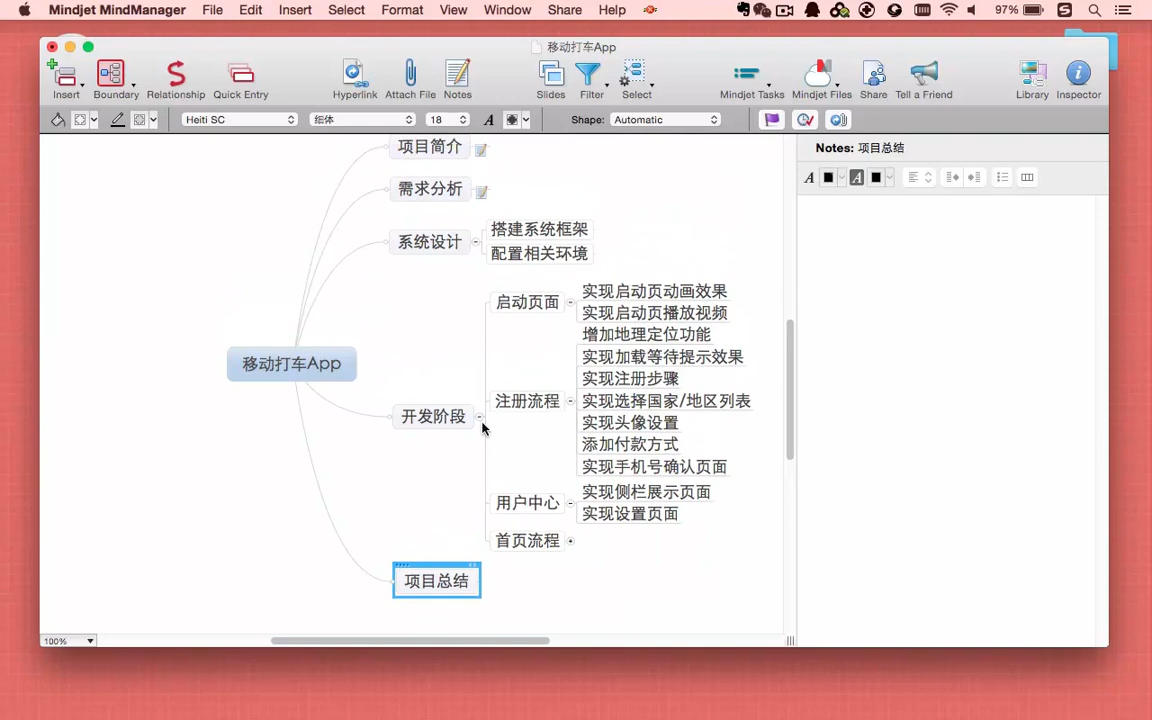 Mindjet MindManager File Edit Insert Select Format View Window Share Help 97%
移动打车App
Insert Boundary Relationship Quick Entry Hyperlink Attach File Notes Slides Filter Select Mindjet Tasks Mindjet Files Share Tell a Friend Library Inspector
Heiti SC 细体 18 Shape: Automatic
Notes: 项目总结
项目简介
需求分析
系统设计
搭建系统框架
配置相关环境
移动打车App
开发阶段
启动页面
实现启动页动画效果
实现启动页播放视频
注册流程
增加地理定位功能
实现加载等待提示效果
实现注册步骤
实现选择国家/地区列表
实现头像设置
添加付款方式
实现手机号确认页面
用户中心
实现侧栏展示页面
实现设置页面
首页流程
项目总结
100%